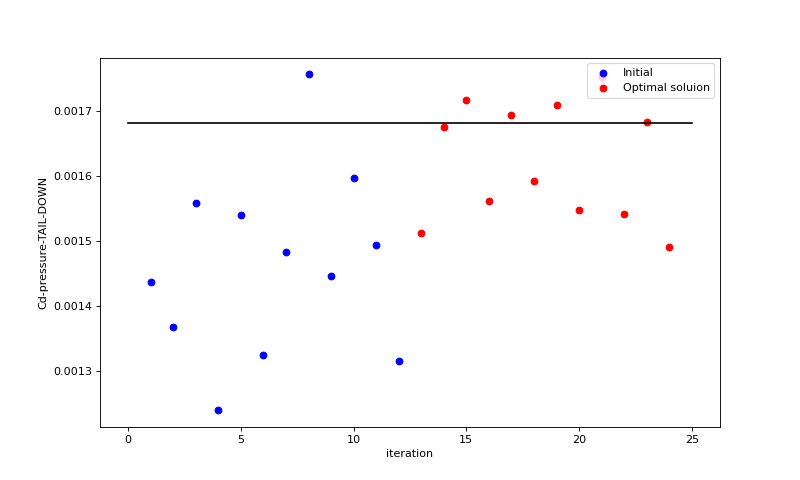 Initial
Optimal soluion
0.0017
0.0016
0.0015
0.0014
0.0013
Cd-pressure-TAIL-DOWN
0 5 10 15 20 25
iteration